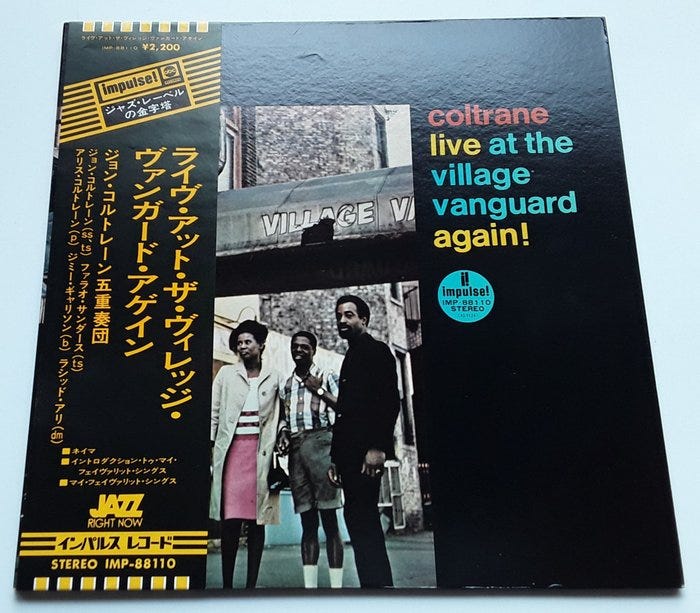 ライヴ・アット・ザ・ヴィレッジ・ヴァンガード・アゲイン
IMP-88110 ¥2,200
impulse!
ジャズ・レーベル
の金字塔
ライヴ・アット・ザ・ヴィレッジ・
ヴァンガード・アゲイン
ジョン・コルトレーン五重奏団
ジョン・コルトレーン(ss、ts) ファラオ・サンダース(ts)
アリス・コルトレーン(p) ジミー・ギャリソン(b) ラシッド・アリ(dm)
■ネイマ
■イントロダクション・トゥ・マイ・
フェイヴァリット・シングス
■マイ・フェイヴァリット・シングス
JAZZ
RIGHT NOW
インパルス レコード
STEREO IMP-88110
VILLAGE VA
coltrane
live at the
village
vanguard
again!
i!
impulse!
IMP-88110
STEREO